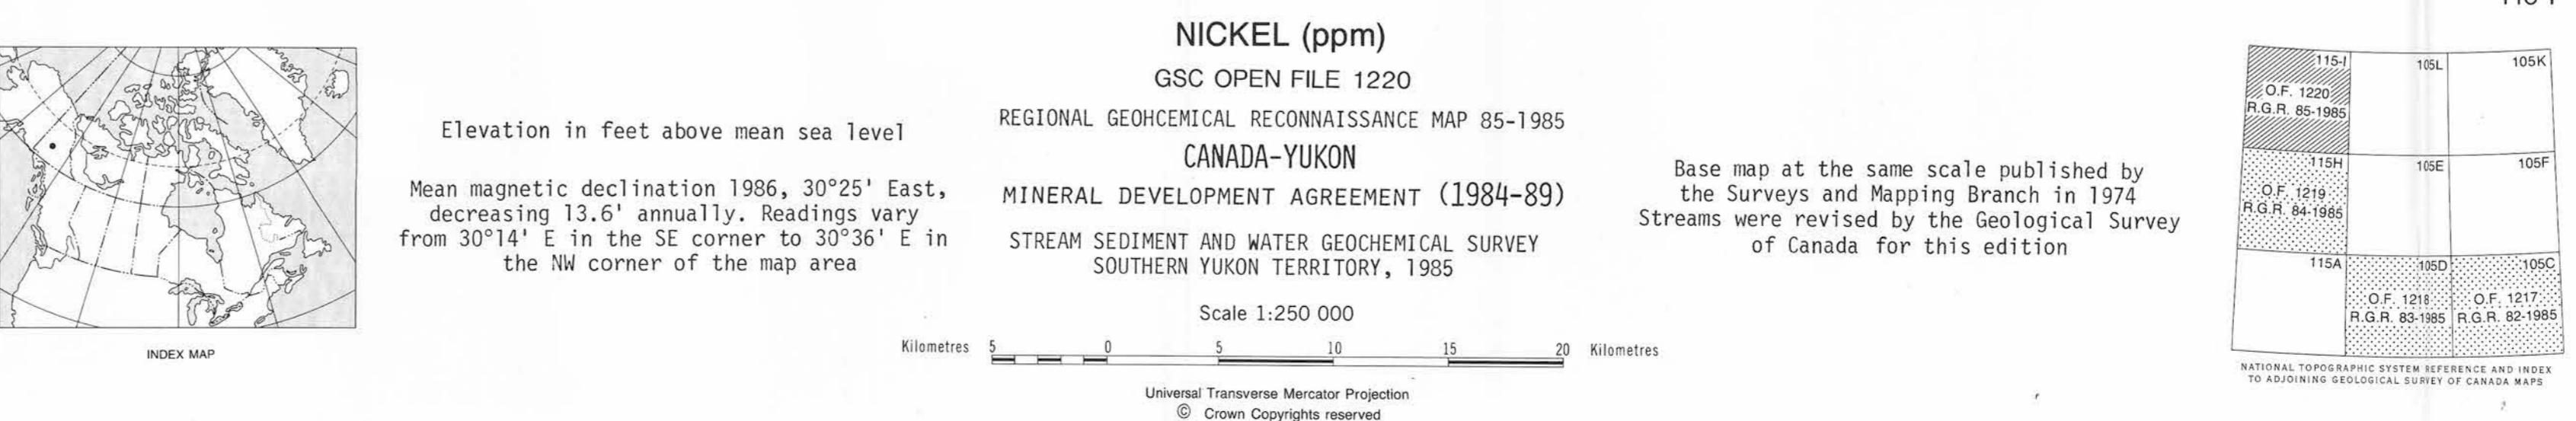 INDEX MAP
Elevation in feet above mean sea level
Mean magnetic declination 1986, 30°25' East,
decreasing 13.6' annually. Readings vary
from 30°14' E in the SE corner to 30°36' E in
the NW corner of the map area
NICKEL (ppm)
GSC OPEN FILE 1220
REGIONAL GEOHCEMICAL RECONNAISSANCE MAP 85-1985
CANADA-YUKON
MINERAL DEVELOPMENT AGREEMENT (1984-89)
STREAM SEDIMENT AND WATER GEOCHEMICAL SURVEY
SOUTHERN YUKON TERRITORY, 1985
Scale 1:250 000
Kilometres 5 0 5 10 15 20 Kilometres
Universal Transverse Mercator Projection
© Crown Copyrights reserved
Base map at the same scale published by
the Surveys and Mapping Branch in 1974
Streams were revised by the Geological Survey
of Canada for this edition
115-I 105L 105K
O.F. 1220
R.G.R. 85-1985
115H 105E 105F
O.F. 1219
R.G.R. 84-1985
115A 105D 105C
O.F. 1218 O.F. 1217
R.G.R. 83-1985 R.G.R. 82-1985
NATIONAL TOPOGRAPHIC SYSTEM REFERENCE AND INDEX
TO ADJOINING GEOLOGICAL SURVEY OF CANADA MAPS